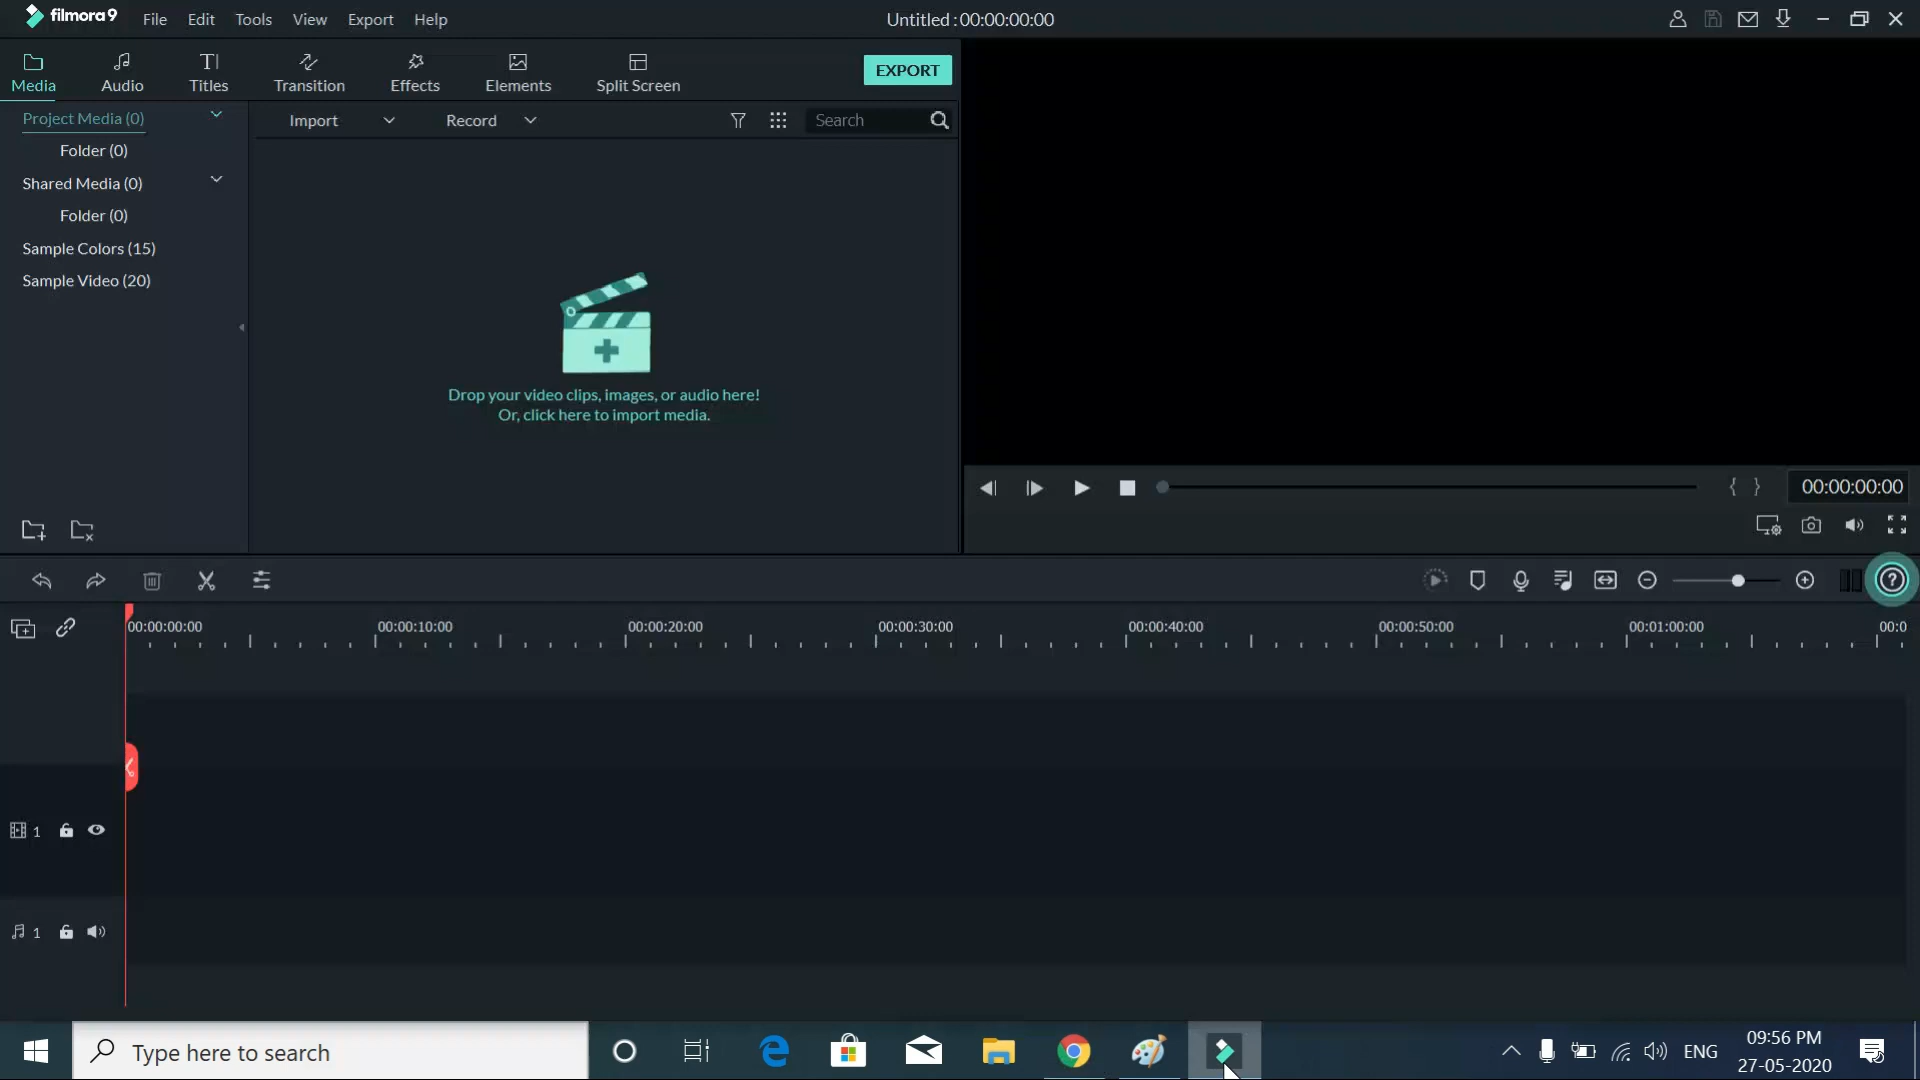 filmora9 File Edit Tools View Export Help Untitled : 00:00:00:00
Media Audio Titles Transition Effects Elements Split Screen EXPORT
Project Media (0)
Folder (0)
Shared Media (0)
Folder (0)
Sample Colors (15)
Sample Video (20)
Import Record Search
Drop your video clips, images, or audio here!
Or, click here to import media.
{ } 00:00:00:00
00:00:00:00 00:00:10:00 00:00:20:00 00:00:30:00 00:00:40:00 00:00:50:00 00:01:00:00 00:0
1
1
Type here to search
ENG
09:56 PM
27-05-2020